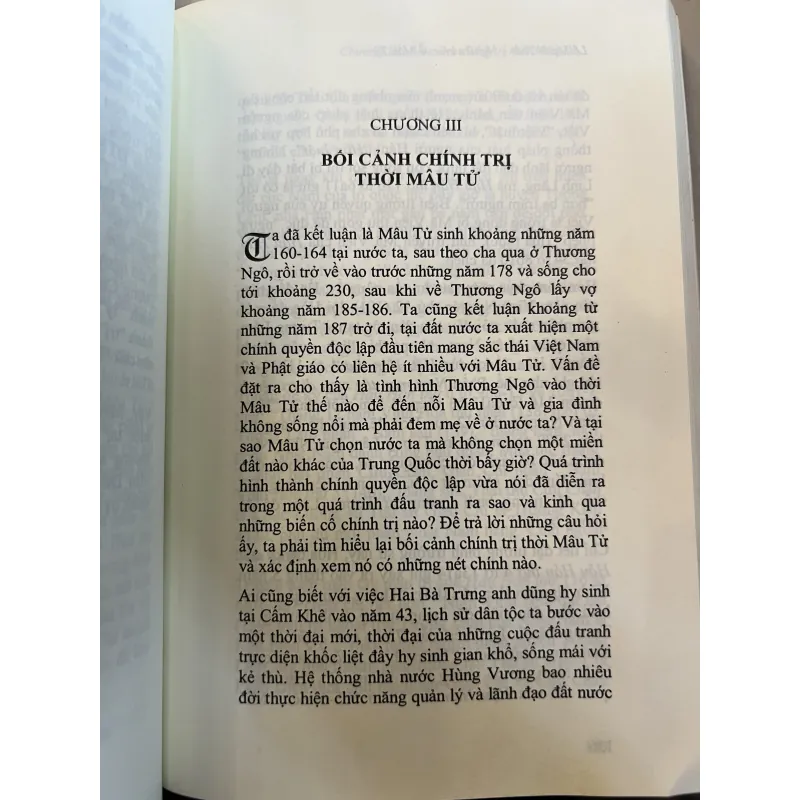 CHƯƠNG III
BỐI CẢNH CHÍNH TRỊ
THỜI MÂU TỬ
Ta đã kết luận là Mâu Tử sinh khoảng những năm
160-164 tại nước ta, sau theo cha qua ở Thương
Ngô, rồi trở về vào trước những năm 178 và sống cho
tới khoảng 230, sau khi về Thương Ngô lấy vợ
khoảng năm 185-186. Ta cũng kết luận khoảng từ
những năm 187 trở đi, tại đất nước ta xuất hiện một
chính quyền độc lập đầu tiên mang sắc thái Việt Nam
và Phật giáo có liên hệ ít nhiều với Mâu Tử. Vấn đề
đặt ra cho thấy là tình hình Thương Ngô vào thời
Mâu Tử thế nào để đến nỗi Mâu Tử và gia đình
không sống nổi mà phải đem mẹ về ở nước ta? Và tại
sao Mâu Tử chọn nước ta mà không chọn một miền
đất nào khác của Trung Quốc thời bấy giờ? Quá trình
hình thành chính quyền độc lập vừa nói đã diễn ra
trong một quá trình đấu tranh ra sao và kinh qua
những biến cố chính trị nào? Để trả lời những câu hỏi
ấy, ta phải tìm hiểu lại bối cảnh chính trị thời Mâu Tử
và xác định xem nó có những nét chính nào.
Ai cũng biết với việc Hai Bà Trưng anh dũng hy sinh
tại Cấm Khê vào năm 43, lịch sử dân tộc ta bước vào
một thời đại mới, thời đại của những cuộc đấu tranh
trực diện khốc liệt đầy hy sinh gian khổ, sống mái với
kẻ thù. Hệ thống nhà nước Hùng Vương bao nhiêu
đời thực hiện chức năng quản lý và lãnh đạo đất nước